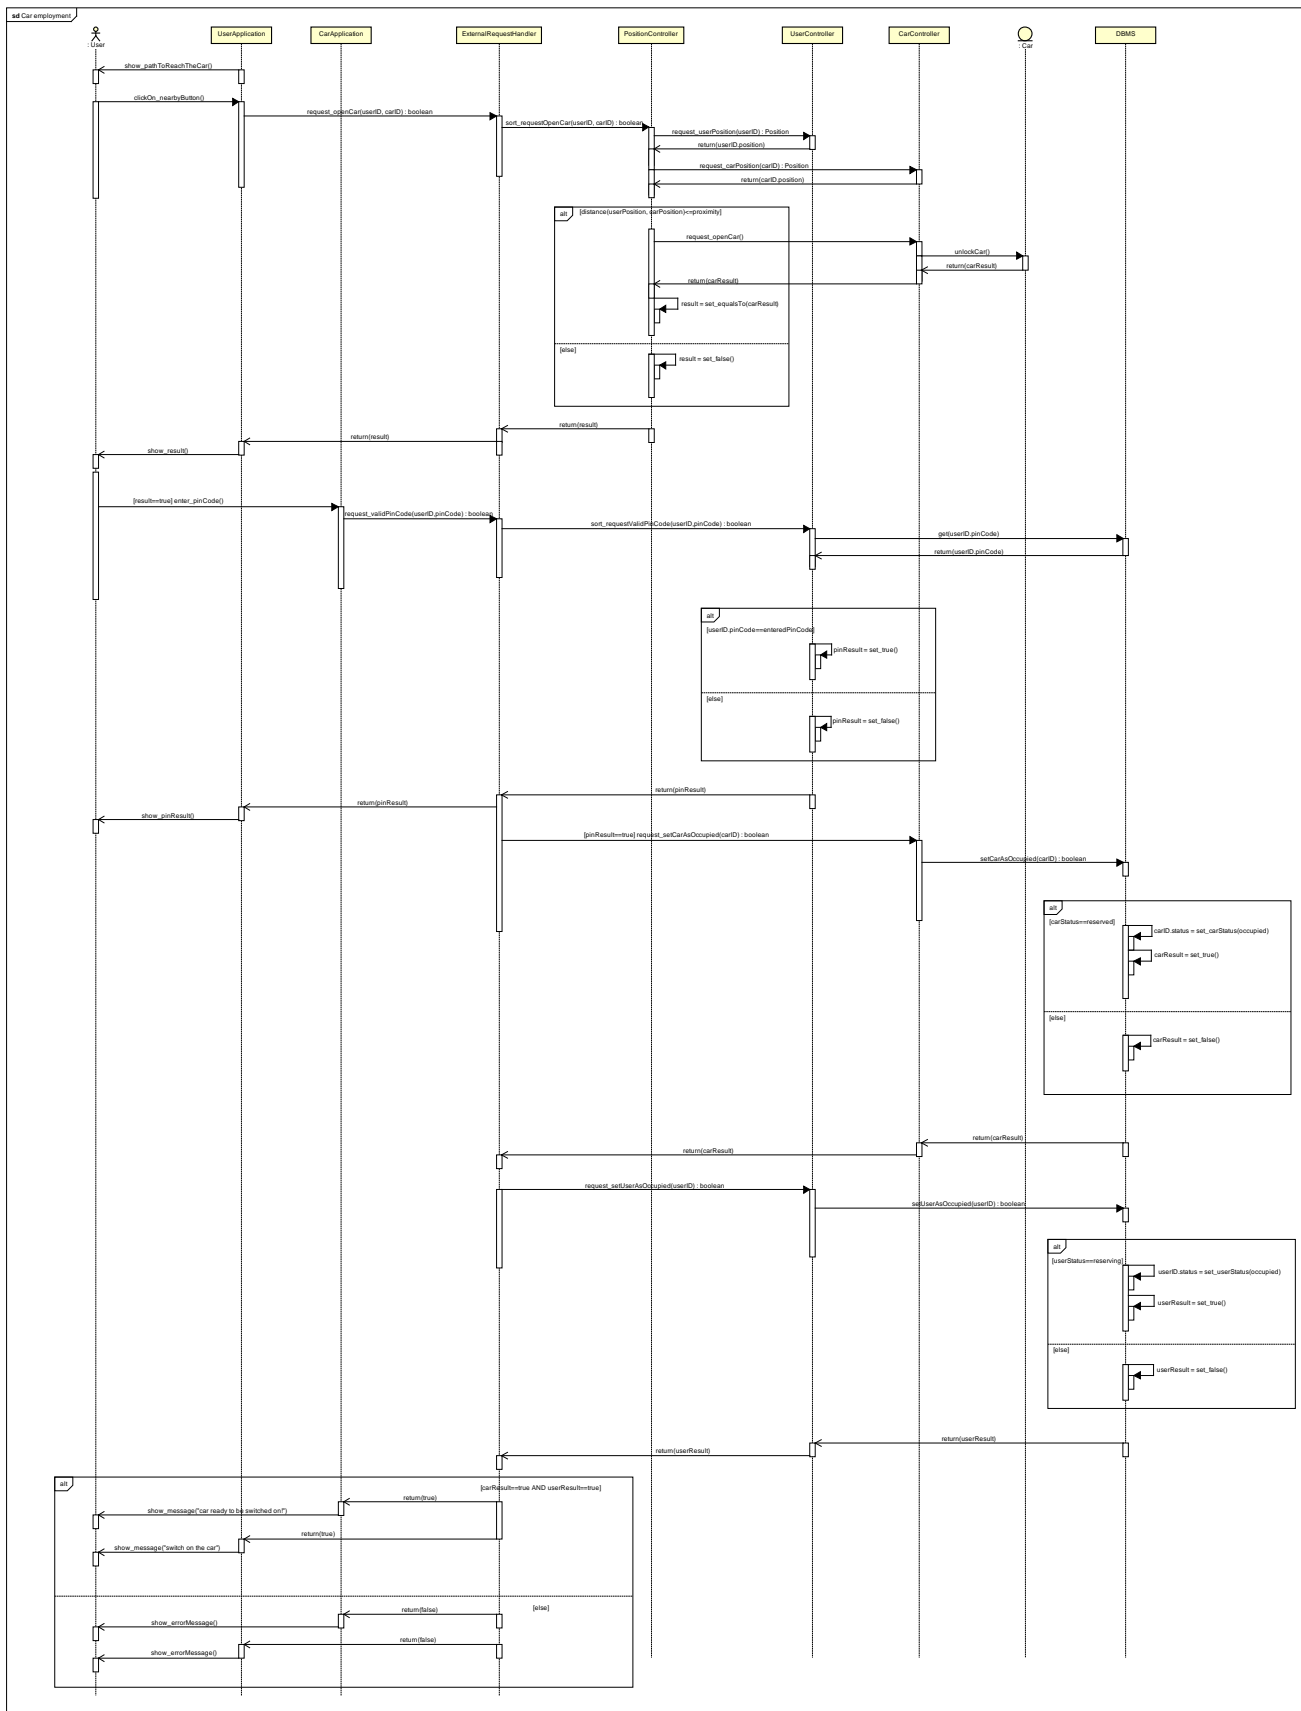 sd Car employment
: User
UserApplication
CarApplication
ExternalRequestHandler
PositionController
UserController
CarController
: Car
DBMS
show_pathToReachTheCar()
clickOn_nearbyButton()
request_openCar(userID, carID) : boolean
sort_requestOpenCar(userID, carID) : boolean
request_userPosition(userID) : Position
return(userID.position)
request_carPosition(carID) : Position
return(carID.position)
alt
[distance(userPosition, carPosition)<=proximity]
request_openCar()
unlockCar()
return(carResult)
return(carResult)
result = set_equalsTo(carResult)
[else]
result = set_false()
return(result)
return(result)
show_result()
[result==true] enter_pinCode()
request_validPinCode(userID,pinCode) : boolean
sort_requestValidPinCode(userID,pinCode) : boolean
get(userID.pinCode)
return(userID.pinCode)
alt
[userID.pinCode==enteredPinCode]
pinResult = set_true()
[else]
pinResult = set_false()
return(pinResult)
return(pinResult)
show_pinResult()
[pinResult==true] request_setCarAsOccupied(carID) : boolean
setCarAsOccupied(carID) : boolean
alt
[carStatus==reserved]
carID.status = set_carStatus(occupied)
carResult = set_true()
[else]
carResult = set_false()
return(carResult)
return(carResult)
request_setUserAsOccupied(userID) : boolean
setUserAsOccupied(userID) : boolean
alt
[userStatus==reserving]
userID.status = set_userStatus(occupied)
userResult = set_true()
[else]
userResult = set_false()
return(userResult)
return(userResult)
alt
[carResult==true AND userResult==true]
return(true)
show_message("car ready to be switched on!")
return(true)
show_message("switch on the car")
[else]
return(false)
show_errorMessage()
return(false)
show_errorMessage()